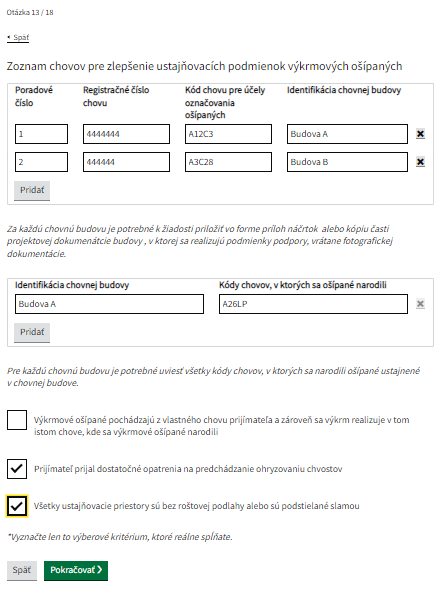 Otázka 13 / 18
Späť
Zoznam chovov pre zlepšenie ustajňovacích podmienok výkrmových ošípaných
Poradové číslo Registračné číslo chovu Kód chovu pre účely označovania ošípaných Identifikácia chovnej budovy
1 4444444 A12C3 Budova A
2 444444 A3C28 Budova B
Pridať
Za každú chovnú budovu je potrebné k žiadosti priložiť vo forme príloh náčrtok alebo kópiu časti
projektovej dokumentácie budovy , v ktorej sa realizujú podmienky podpory, vrátane fotografickej
dokumentácie.
Identifikácia chovnej budovy Kódy chovov, v ktorých sa ošípané narodili
Budova A A26LP
Pridať
Pre každú chovnú budovu je potrebné uviesť všetky kódy chovov, v ktorých sa narodili ošípané ustajnené
v chovnej budove.
Výkrmové ošípané pochádzajú z vlastného chovu prijímateľa a zároveň sa výkrm realizuje v tom
istom chove, kde sa výkrmové ošípané narodili
Prijímateľ prijal dostatočné opatrenia na predchádzanie ohryzovaniu chvostov
Všetky ustajňovacie priestory sú bez roštovej podlahy alebo sú podstielané slamou
*Vyznačte len to výberové kritérium, ktoré reálne spĺňate.
Späť Pokračovať